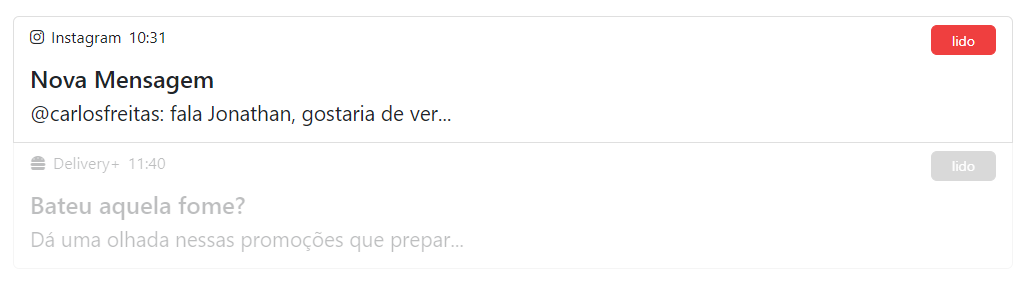 Instagram 10:31
lido
Nova Mensagem
@carlosfreitas: fala Jonathan, gostaria de ver...
Delivery+ 11:40
lido
Bateu aquela fome?
Dá uma olhada nessas promoções que prepar...